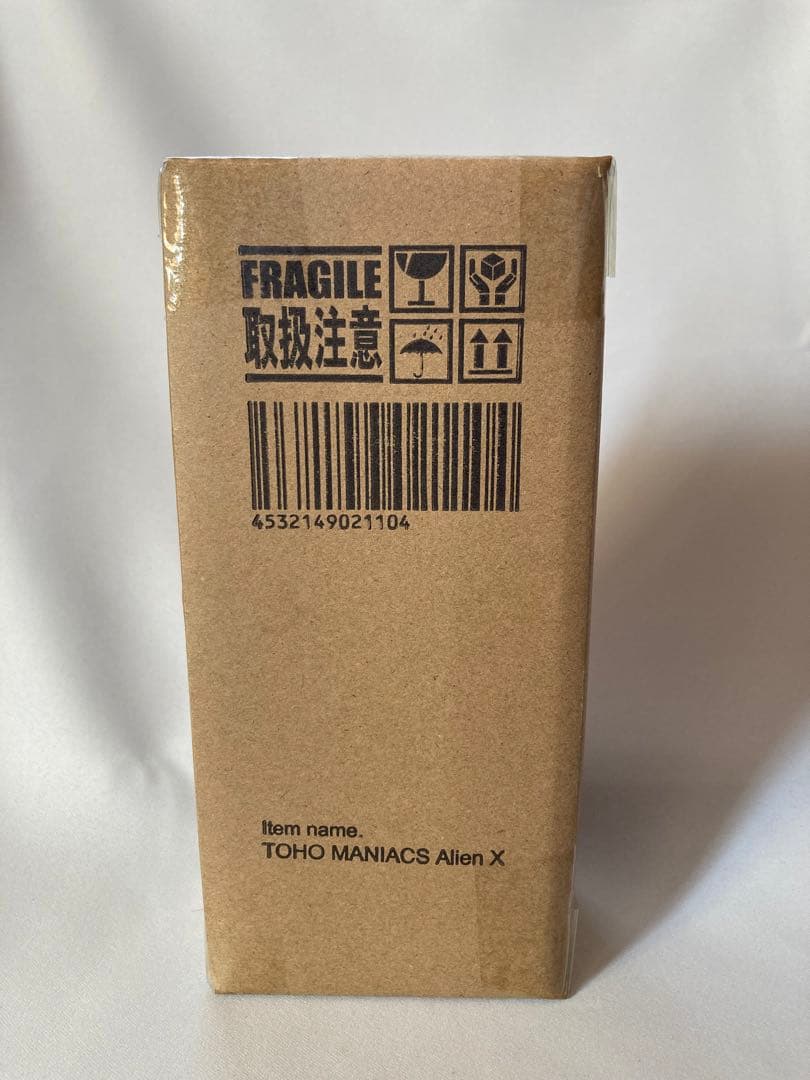 FRAGILE
取扱注意
4532149021104
Item name.
TOHO MANIACS Alien X